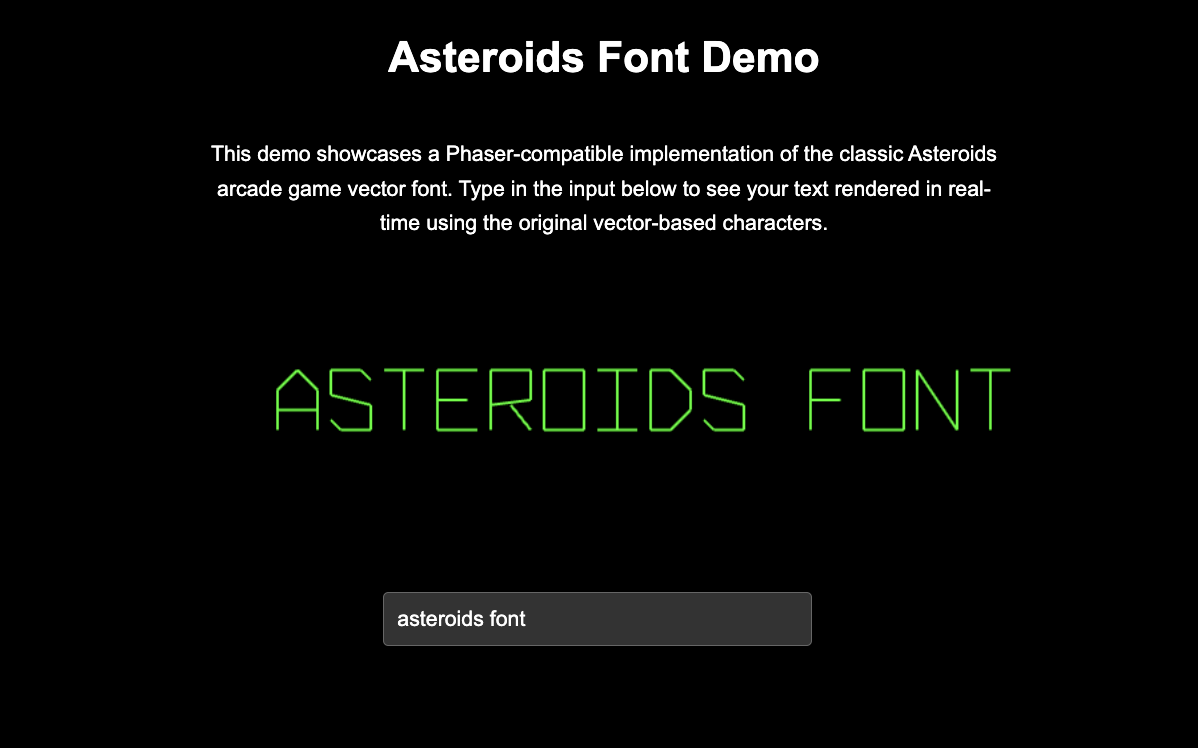 Asteroids Font Demo
This demo showcases a Phaser-compatible implementation of the classic Asteroids
arcade game vector font. Type in the input below to see your text rendered in real-
time using the original vector-based characters.
ASTEROIDS FONT
asteroids font